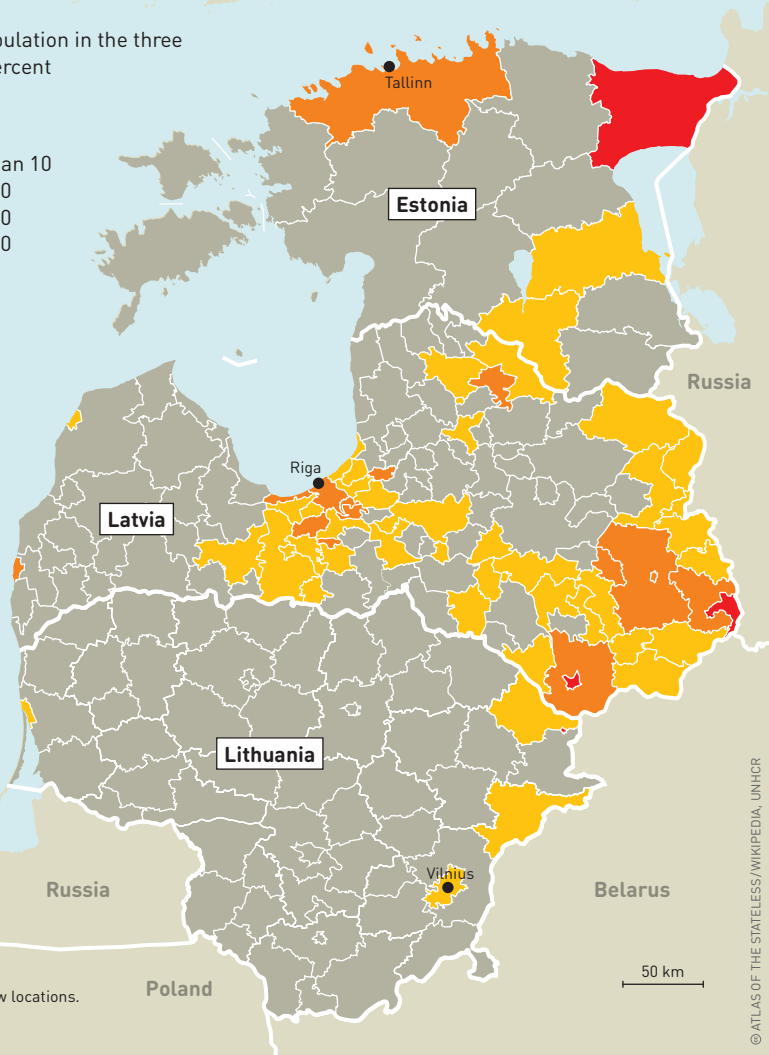 pulation in the three
ercent
an 10
0
0
0
Tallinn
Estonia
Russia
Riga
Latvia
Lithuania
Vilnius
Russia
Belarus
50 km
w locations.
Poland
© ATLAS OF THE STATELESS/WIKIPEDIA, UNHCR